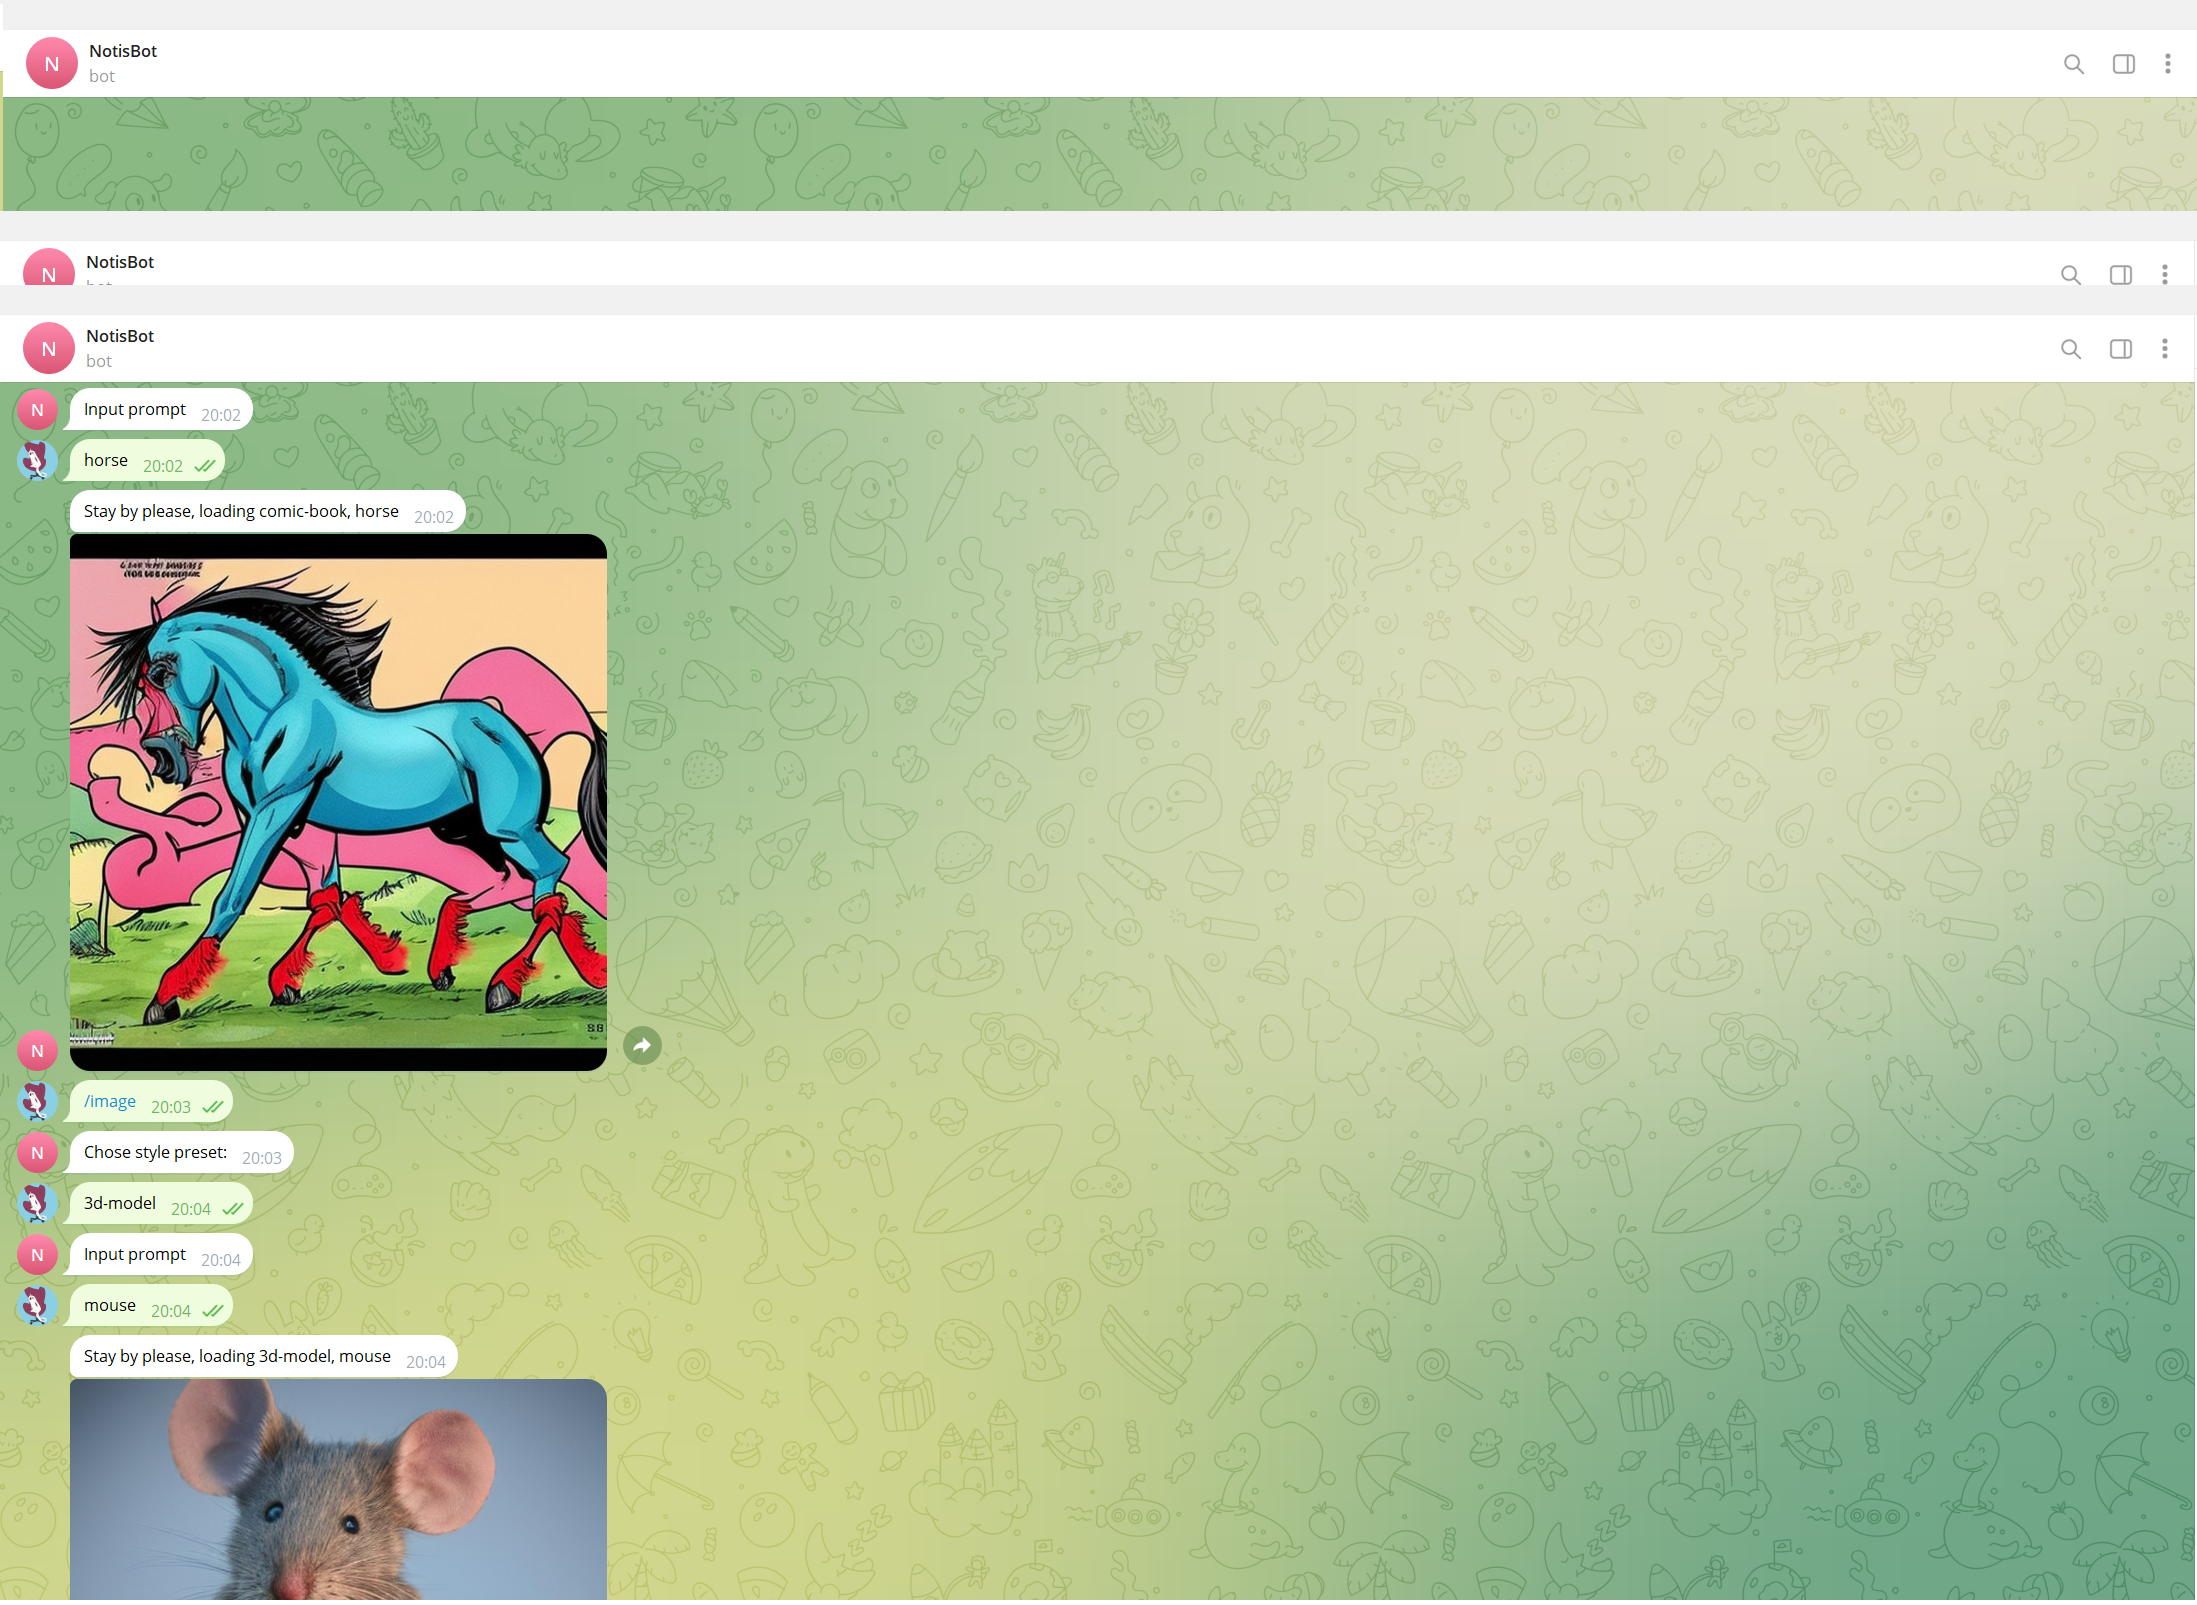 N
NotisBot
bot
N
NotisBot
N
NotisBot
bot
N
Input prompt 20:02
horse 20:02
Stay by please, loading comic-book, horse 20:02
N
/image 20:03
N
Chose style preset: 20:03
3d-model 20:04
N
Input prompt 20:04
mouse 20:04
Stay by please, loading 3d-model, mouse 20:04